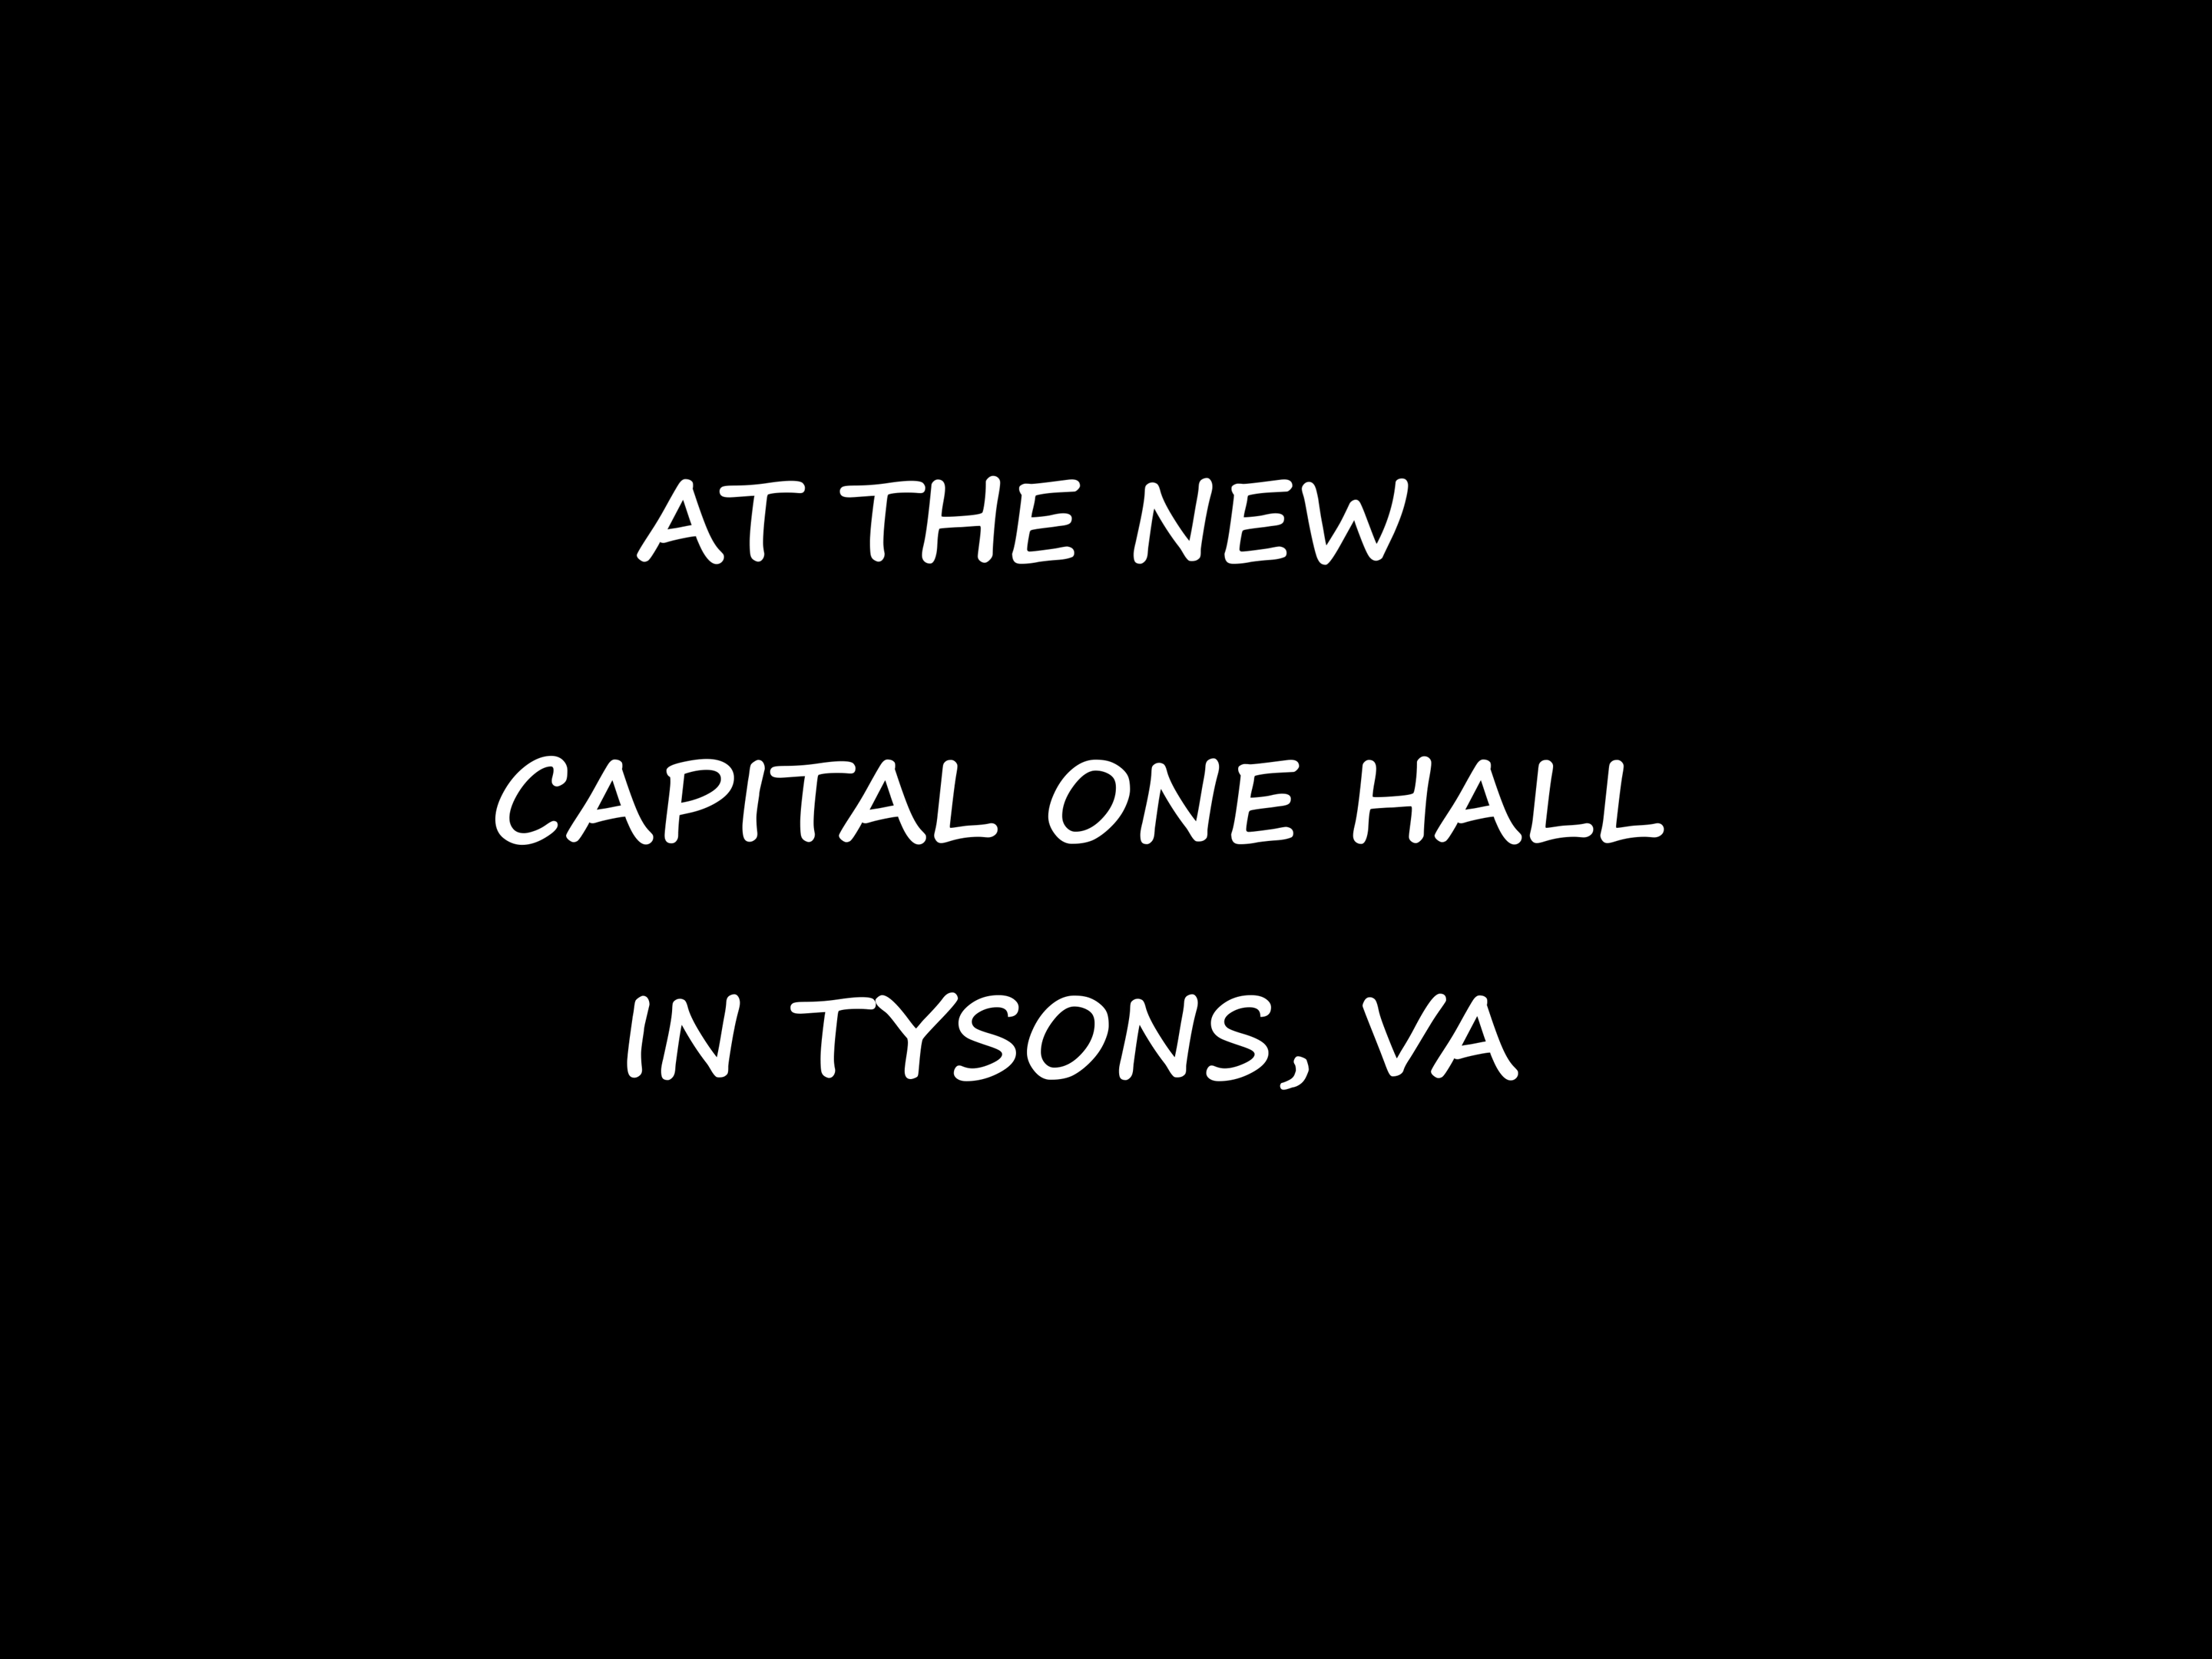 AT THE NEW
CAPITAL ONE HALL
IN TYSONS, VA